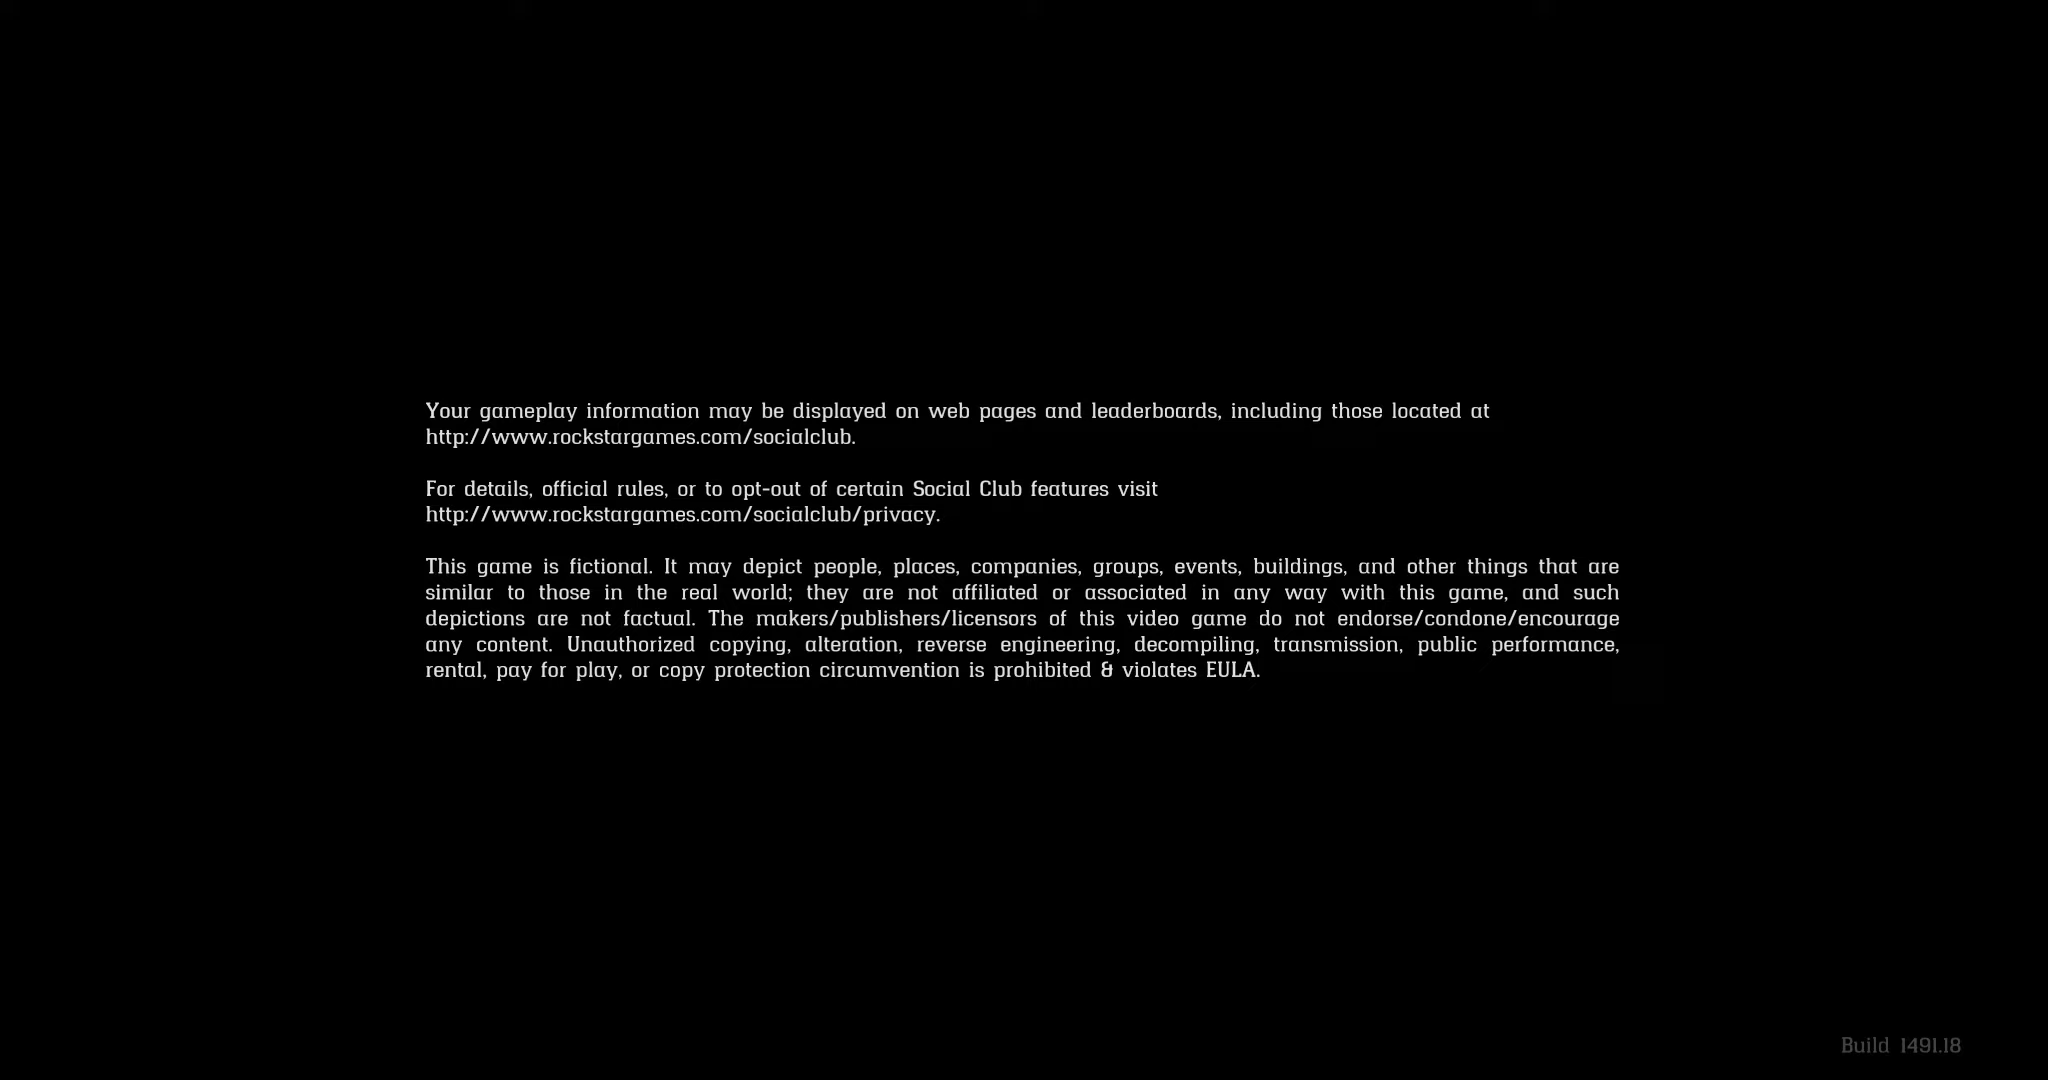 Your gameplay information may be displayed on web pages and leaderboards, including those located at
http://www.rockstargames.com/socialclub.
For details, official rules, or to opt-out of certain Social Club features visit
http://www.rockstargames.com/socialclub/privacy.
This game is fictional. It may depict people, places, companies, groups, events, buildings, and other things that are
similar to those in the real world; they are not affiliated or associated in any way with this game, and such
depictions are not factual. The makers/publishers/licensors of this video game do not endorse/condone/encourage
any content. Unauthorized copying, alteration, reverse engineering, decompiling, transmission, public performance,
rental, pay for play, or copy protection circumvention is prohibited & violates EULA.
Build 1491.18